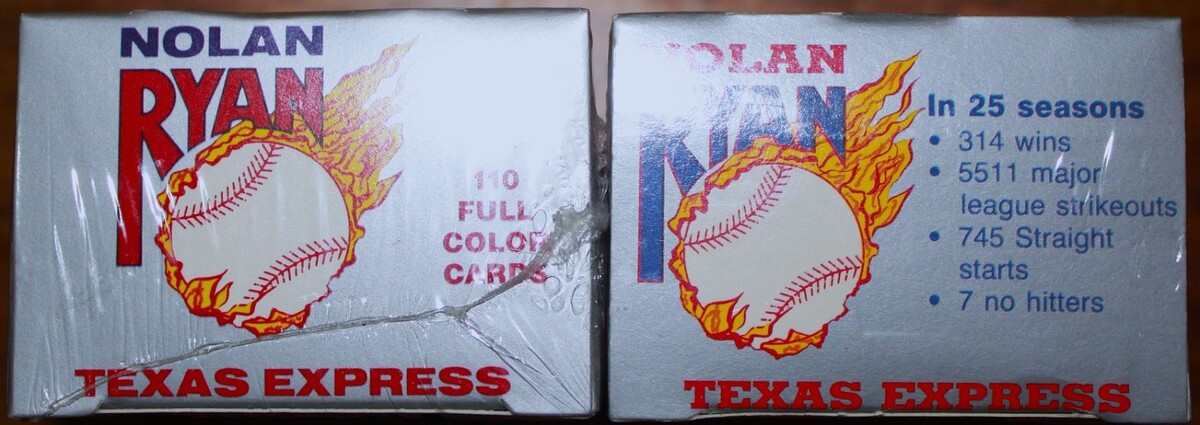 NOLAN
RYAN
110
FULL
COLOR
CARDS
TEXAS EXPRESS
NOLAN
RYAN
In 25 seasons
• 314 wins
• 5511 major
league strikeouts
• 745 Straight
starts
• 7 no hitters
TEXAS EXPRESS